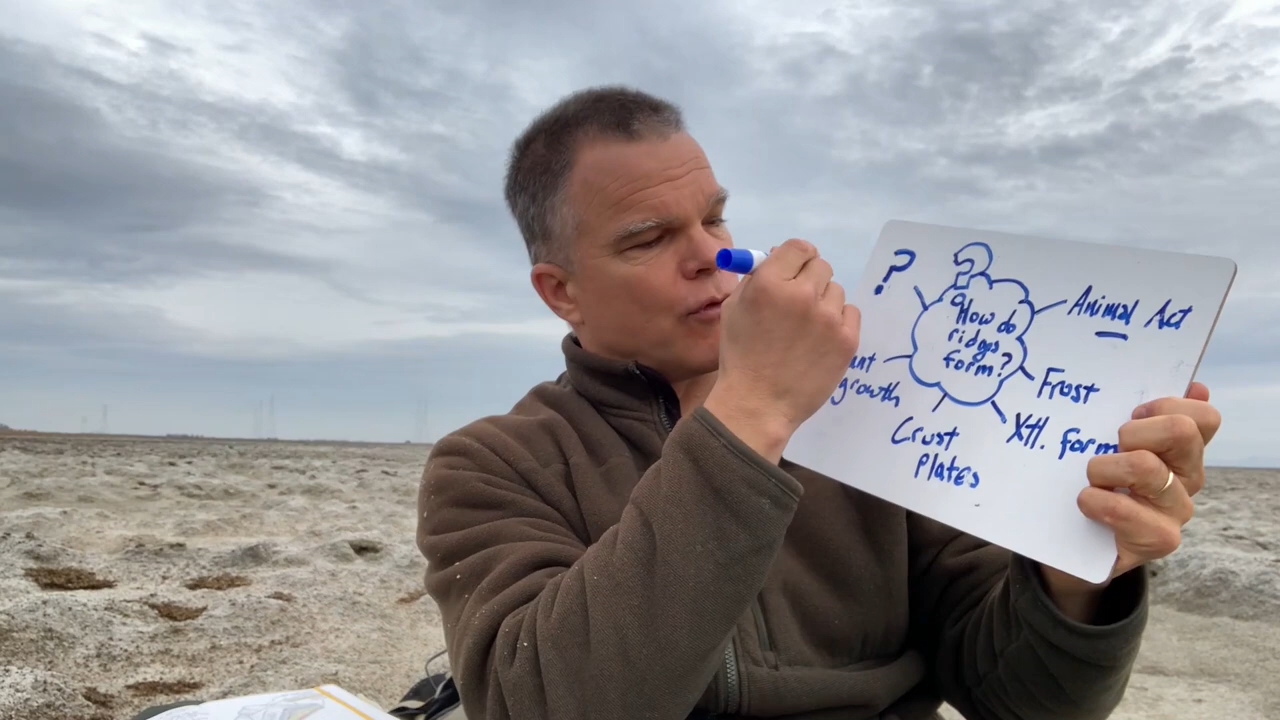 ?
?
How do
ridges
form?
Animal Act
Frost
Xtl. form
Crust
Plates
growth